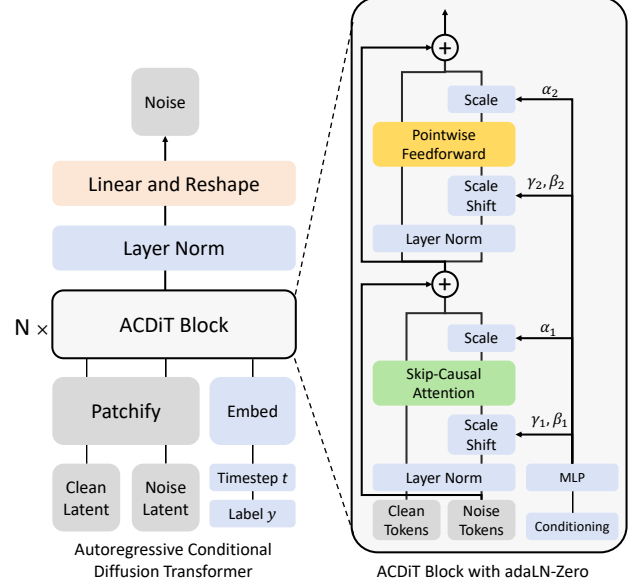 Noise
Linear and Reshape
Layer Norm
N ×
ACDiT Block
Patchify
Embed
Clean
Latent
Noise
Latent
Timestep t
Label y
Autoregressive Conditional
Diffusion Transformer
+
Scale
α₂
Pointwise
Feedforward
γ₂, β₂
Scale
Shift
Layer Norm
+
Scale
α₁
Skip-Causal
Attention
γ₁, β₁
Scale
Shift
Layer Norm
MLP
Clean
Tokens
Noise
Tokens
Conditioning
ACDiT Block with adaLN-Zero